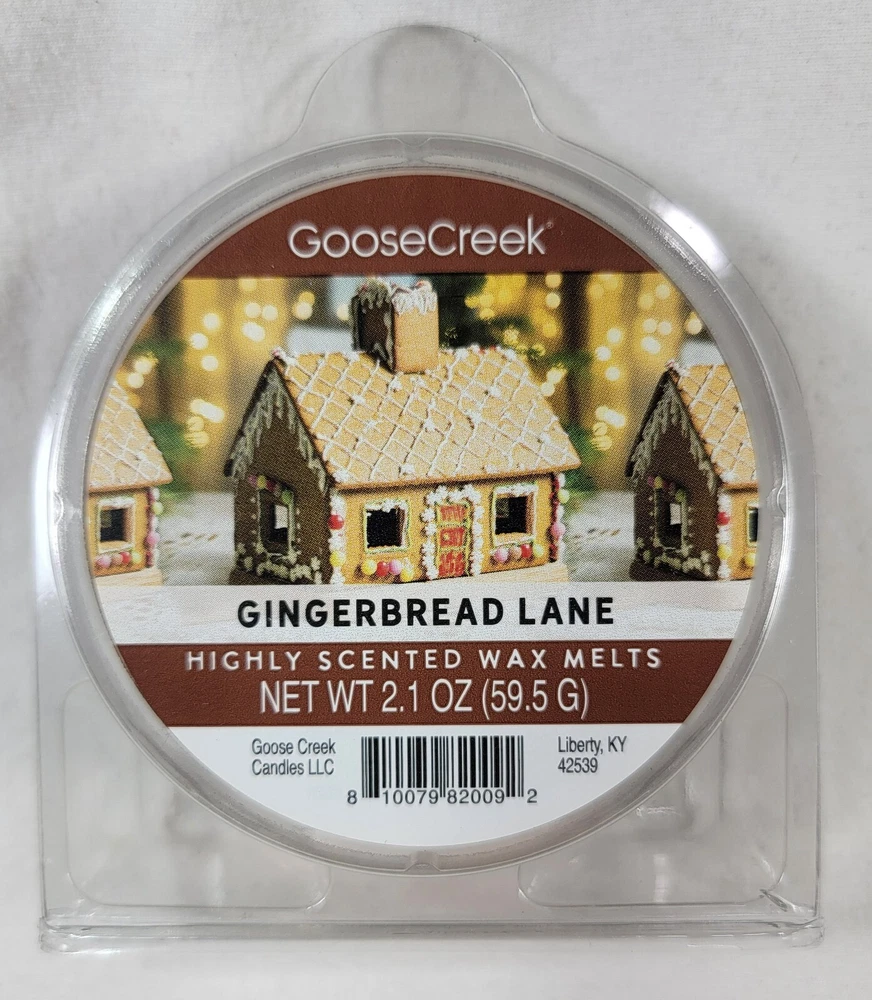 GooseCreek®
GINGERBREAD LANE
HIGHLY SCENTED WAX MELTS
NET WT 2.1 OZ (59.5 G)
Goose Creek
Candles LLC
8 10079 82009 2
Liberty, KY
42539